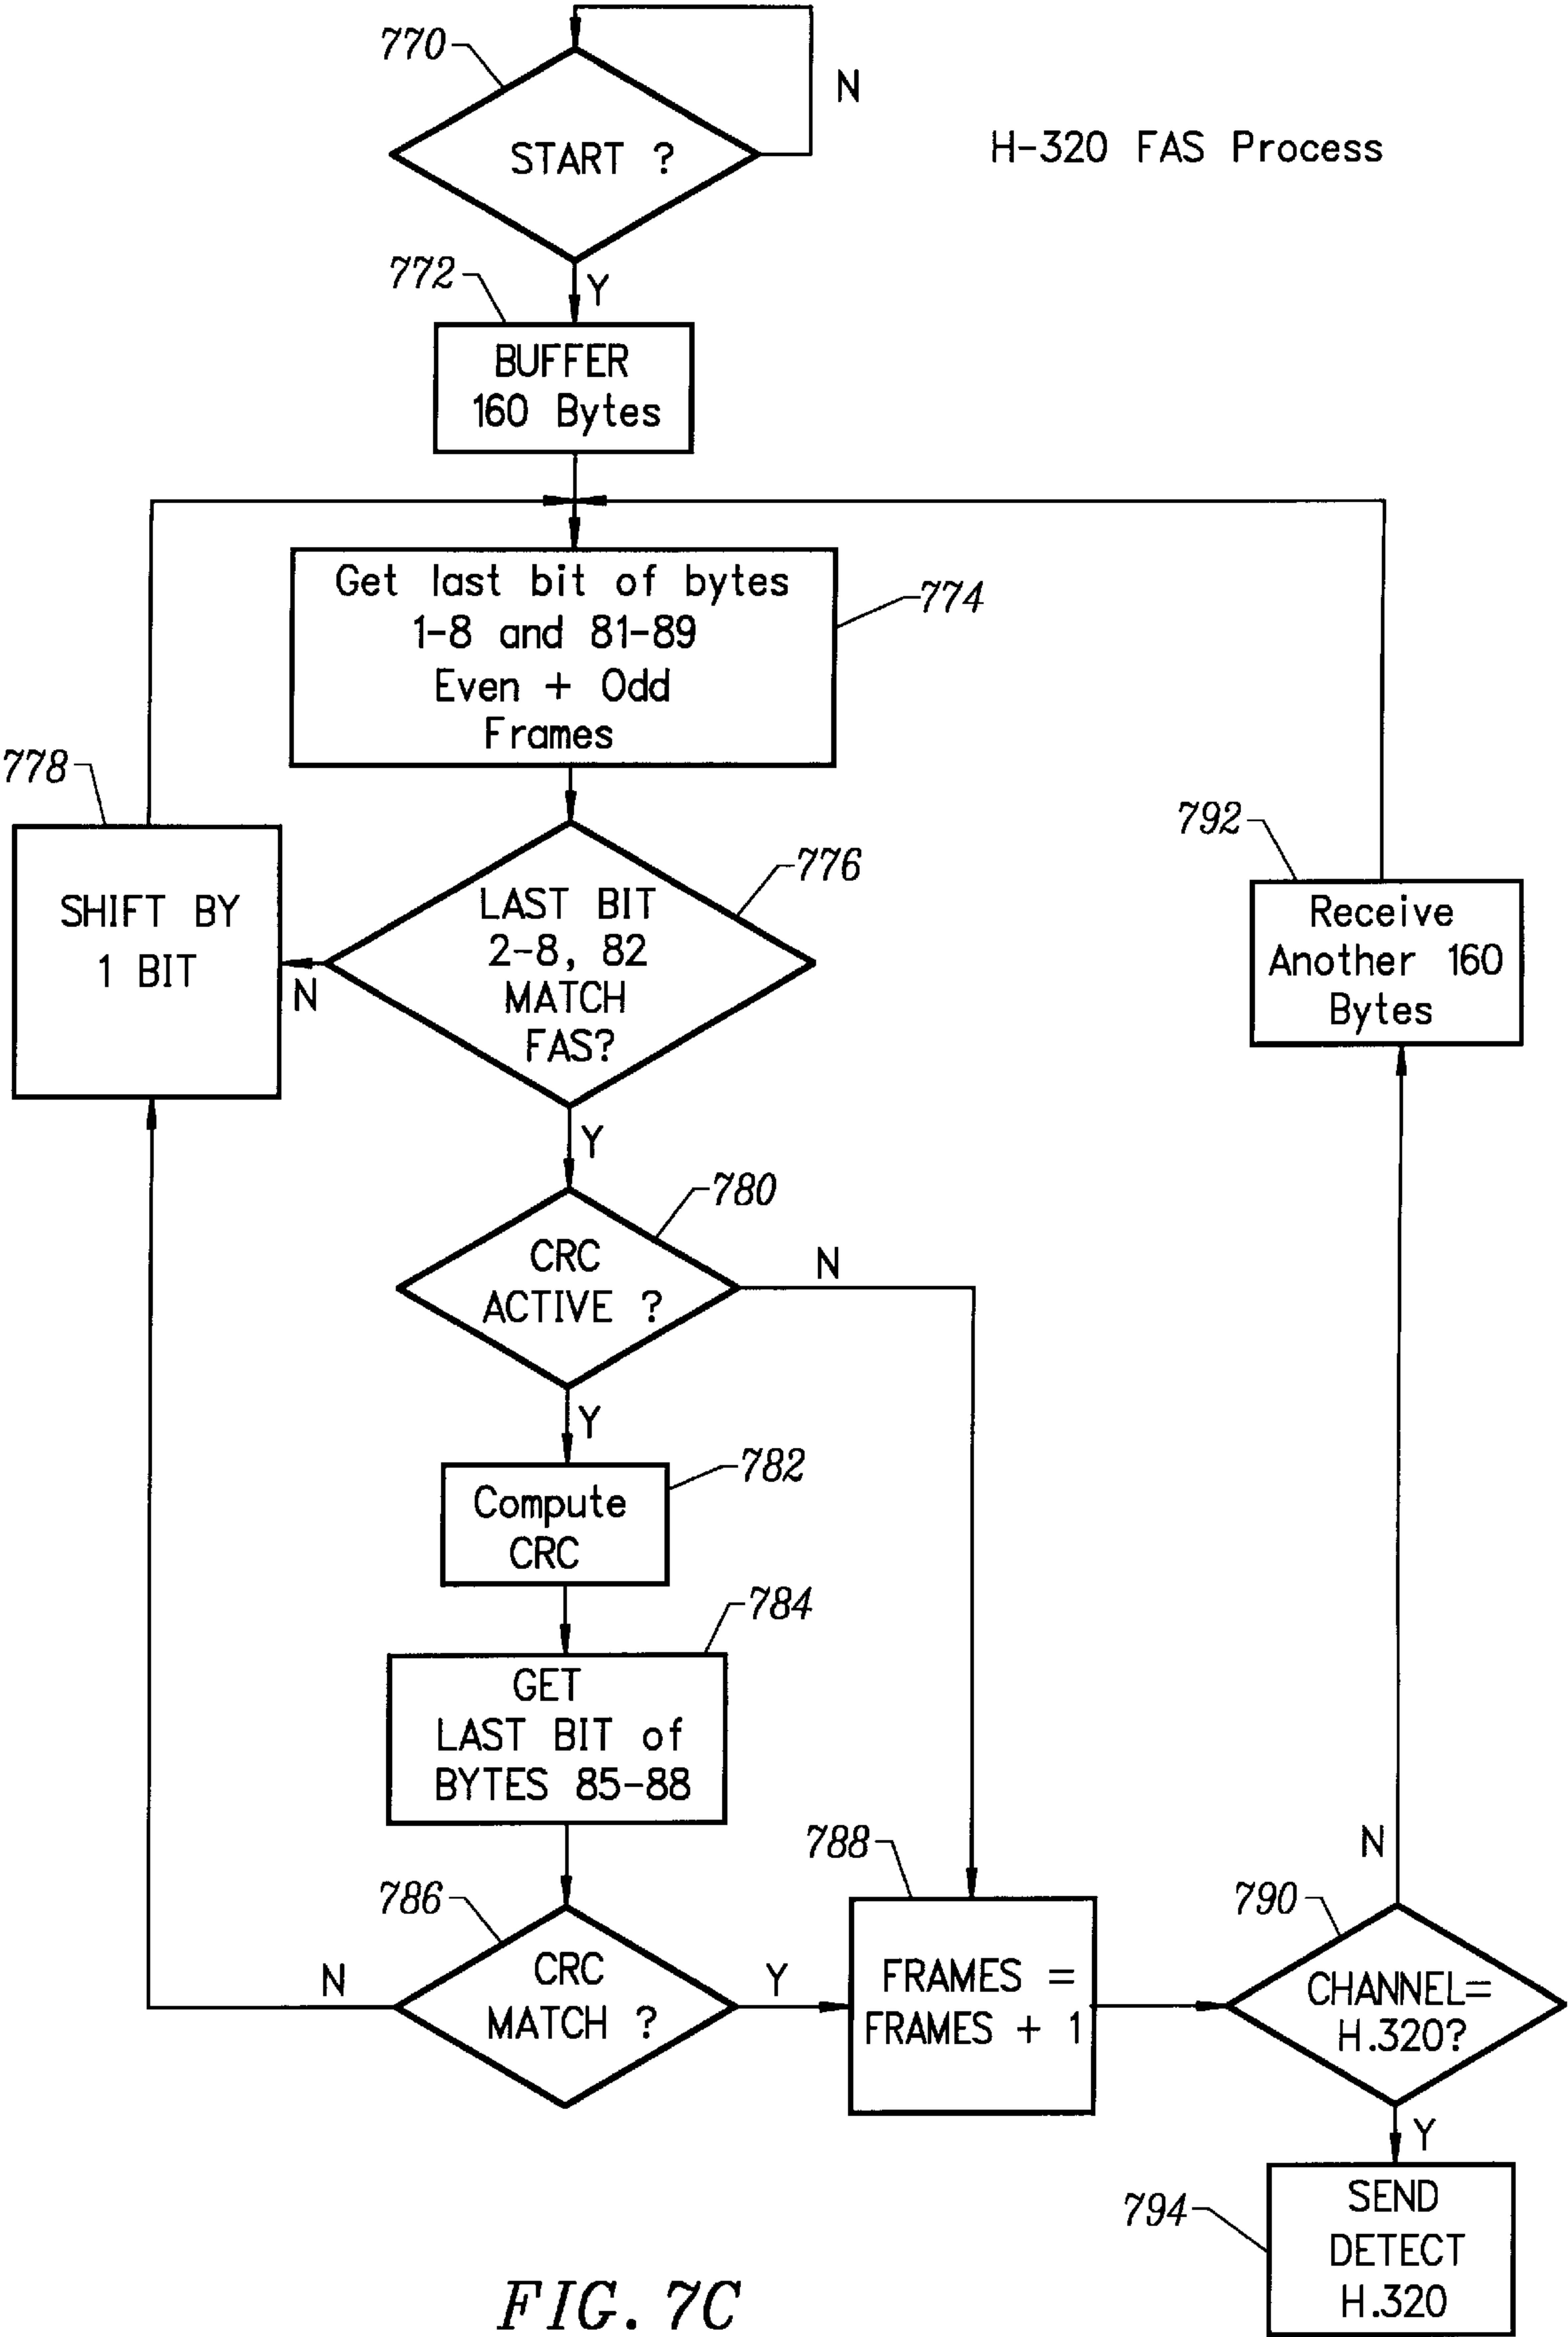 770
N
START ?
H-320 FAS Process
772
Y
BUFFER
160 Bytes
Get last bit of bytes
1-8 and 81-89
Even + Odd
Frames
774
778
SHIFT BY
1 BIT
776
LAST BIT
2-8, 82
MATCH
FAS?
N
792
Receive
Another 160
Bytes
Y
780
CRC
ACTIVE ?
N
Y
782
Compute
CRC
784
GET
LAST BIT of
BYTES 85-88
786
N
CRC
MATCH ?
Y
788
FRAMES =
FRAMES + 1
N
790
CHANNEL=
H.320?
Y
794
SEND
DETECT
H.320
FIG. 7C